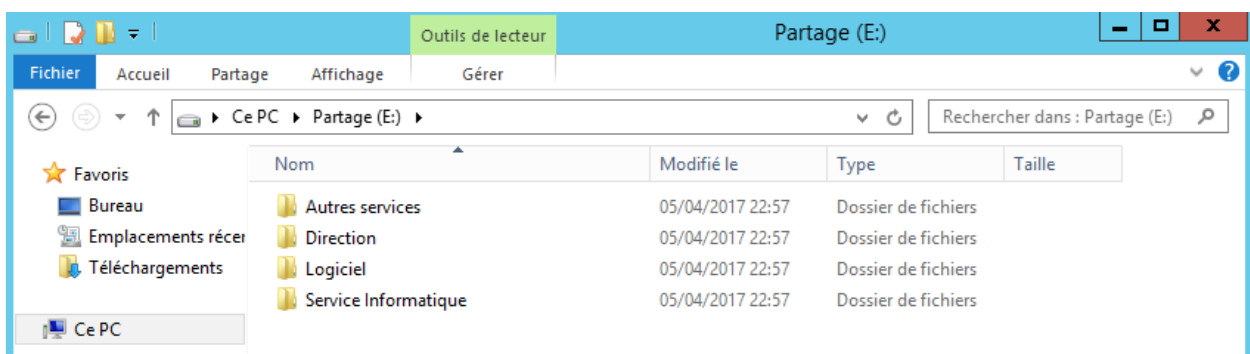 Outils de lecteur Partage (E:)
Fichier Accueil Partage Affichage Gérer
Ce PC Partage (E:) Rechercher dans : Partage (E:)
Favoris
Bureau
Emplacements récer
Téléchargements
Ce PC
Nom Modifié le Type Taille
Autres services 05/04/2017 22:57 Dossier de fichiers
Direction 05/04/2017 22:57 Dossier de fichiers
Logiciel 05/04/2017 22:57 Dossier de fichiers
Service Informatique 05/04/2017 22:57 Dossier de fichiers